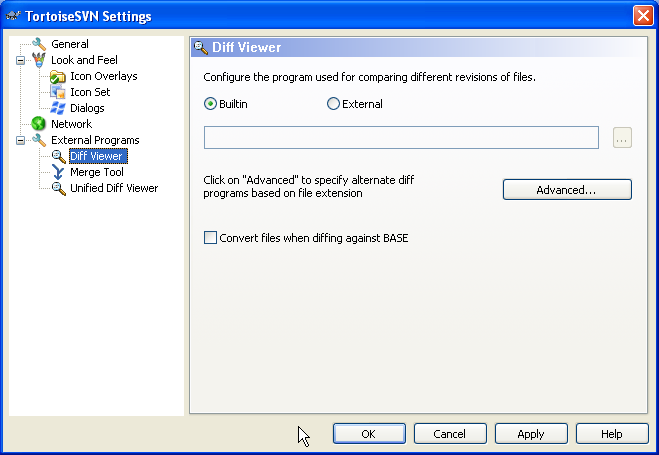 TortoiseSVN Settings
General
Look and Feel
Icon Overlays
Icon Set
Dialogs
Network
External Programs
Diff Viewer
Merge Tool
Unified Diff Viewer
Diff Viewer
Configure the program used for comparing different revisions of files.
Builtin External
...
Click on "Advanced" to specify alternate diff
programs based on file extension
Advanced...
Convert files when diffing against BASE
OK Cancel Apply Help